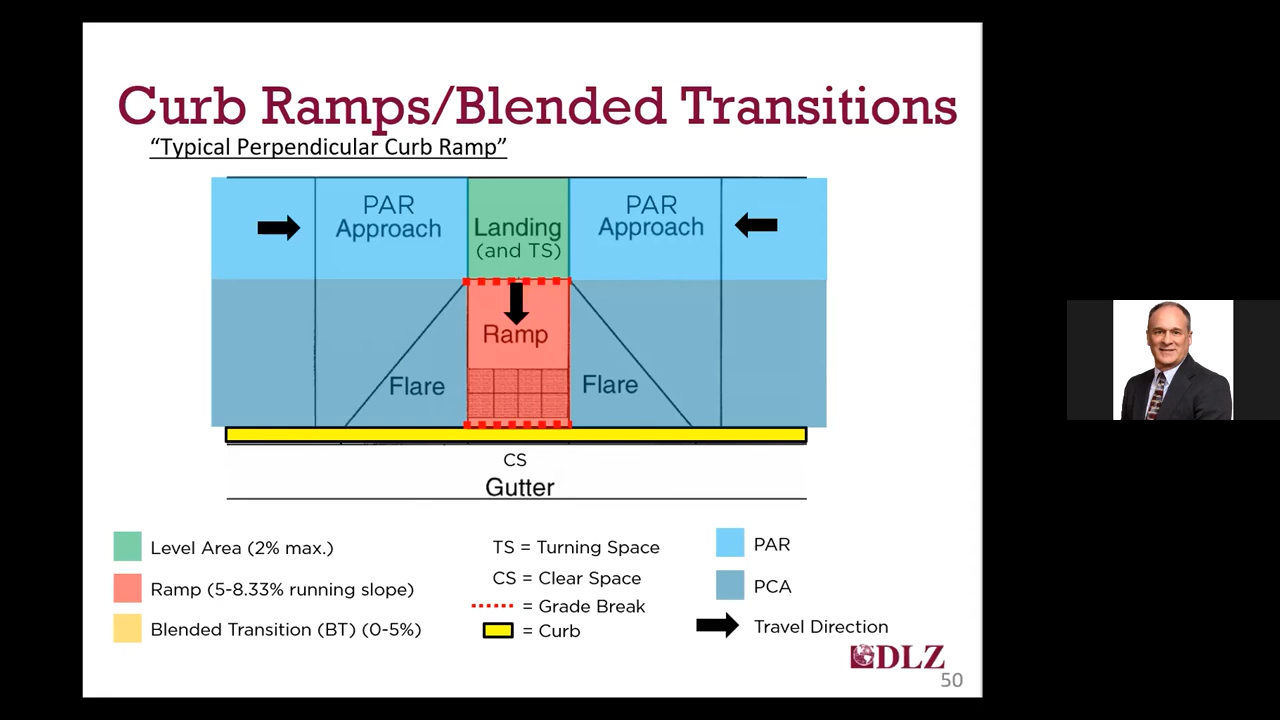 Curb Ramps/Blended Transitions
“Typical Perpendicular Curb Ramp”
PAR
Approach
Landing
(and TS)
PAR
Approach
Ramp
Flare
Flare
CS
Gutter
Level Area (2% max.)
Ramp (5-8.33% running slope)
Blended Transition (BT) (0-5%)
TS = Turning Space
CS = Clear Space
= Grade Break
= Curb
PAR
PCA
Travel Direction
DLZ
50